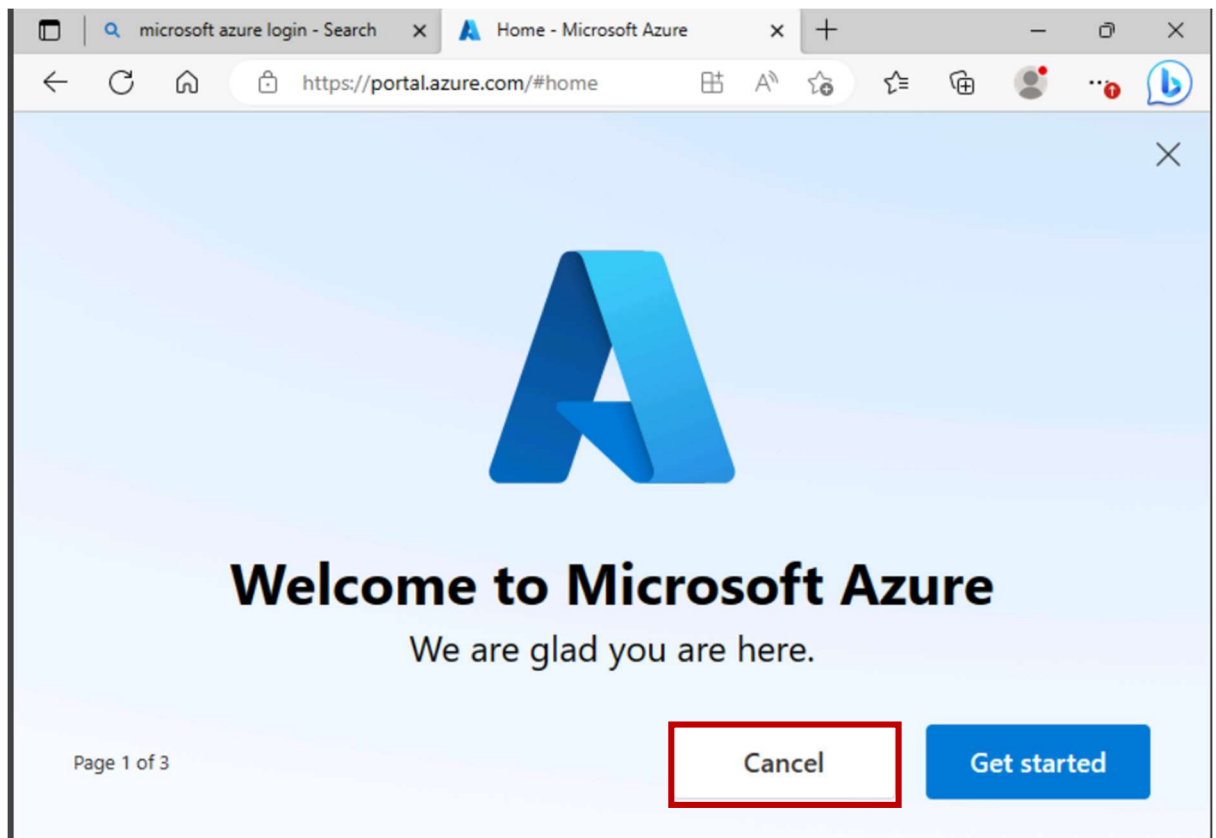 microsoft azure login - Search
Home - Microsoft Azure
https://portal.azure.com/#home
Welcome to Microsoft Azure
We are glad you are here.
Page 1 of 3
Cancel
Get started